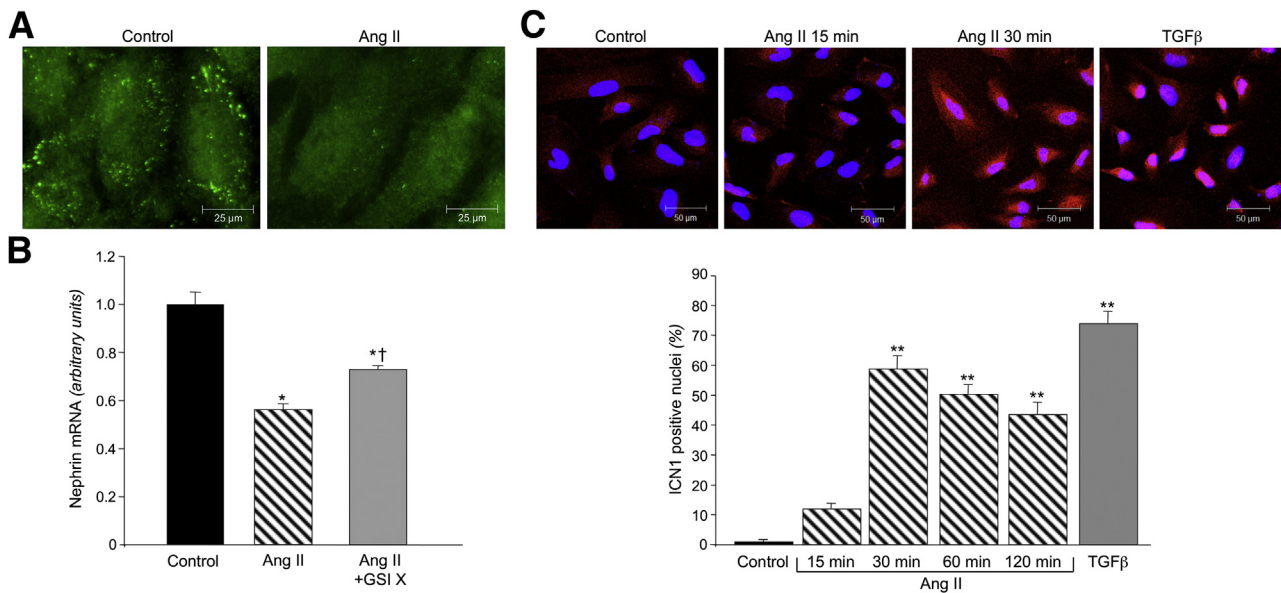 A
Control
Ang II
25 µm
25 µm
C
Control
Ang II 15 min
Ang II 30 min
TGFβ
50 µm
50 µm
50 µm
50 µm
B
Nephrin mRNA (arbitrary units)
1.2
1.0
0.8
0.6
0.4
0.2
0
*
*†
Control
Ang II
Ang II
+GSI X
ICN1 positive nuclei (%)
90
80
70
60
50
40
30
20
10
0
**
**
**
**
Control
15 min
30 min
60 min
120 min
TGFβ
Ang II